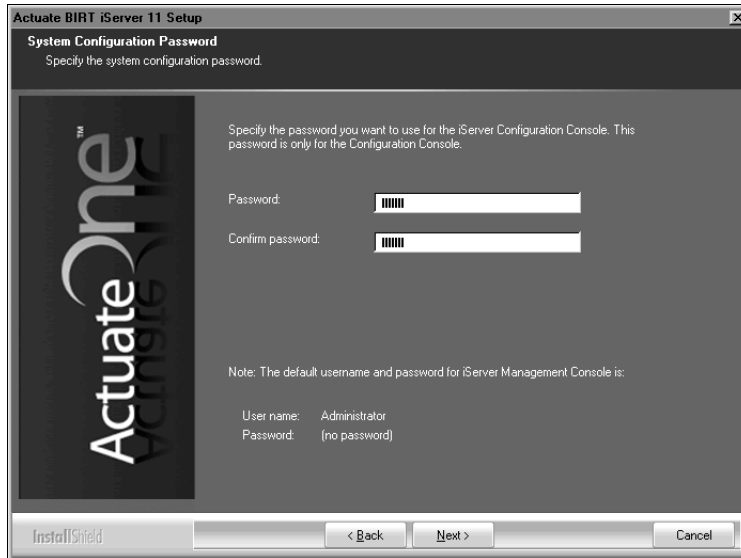 Actuate BIRT iServer 11 Setup
System Configuration Password
Specify the system configuration password.
ActuateOne™
Specify the password you want to use for the iServer Configuration Console. This
password is only for the Configuration Console.
Password:
Confirm password:
Note: The default username and password for iServer Management Console is:
User name: Administrator
Password: (no password)
InstallShield
< Back
Next >
Cancel